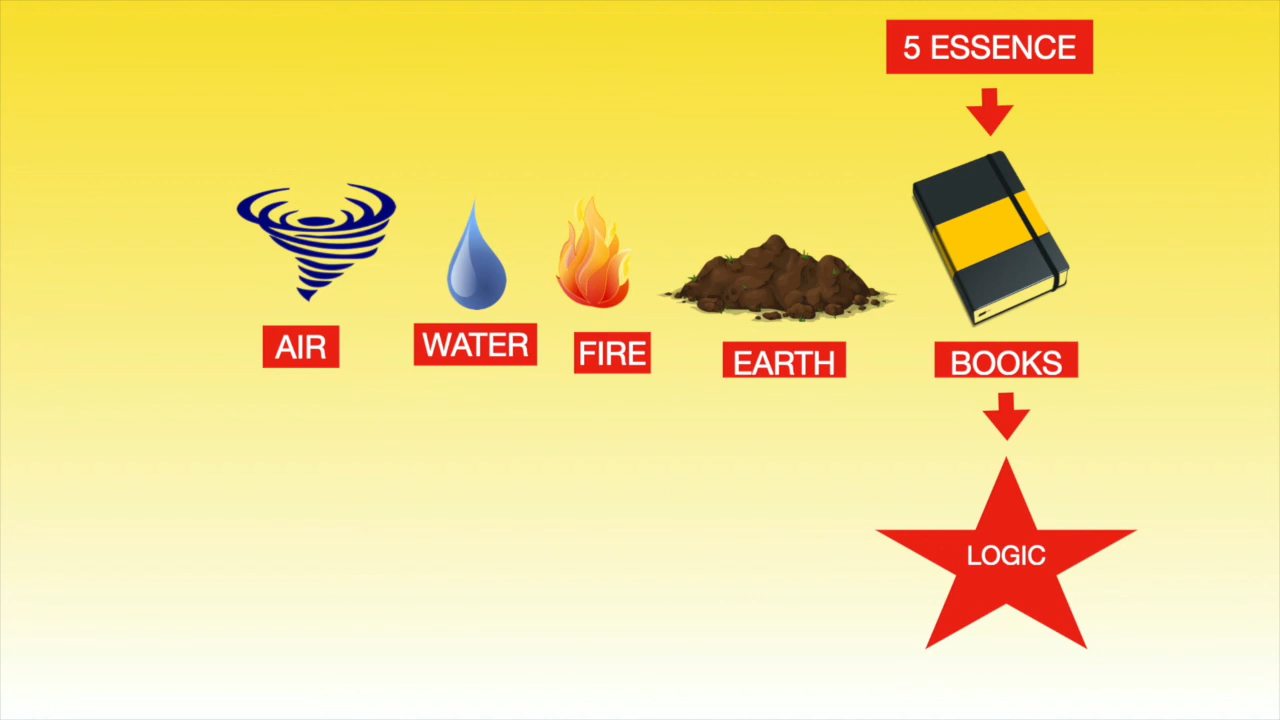 5 ESSENCE
AIR
WATER
FIRE
EARTH
BOOKS
LOGIC